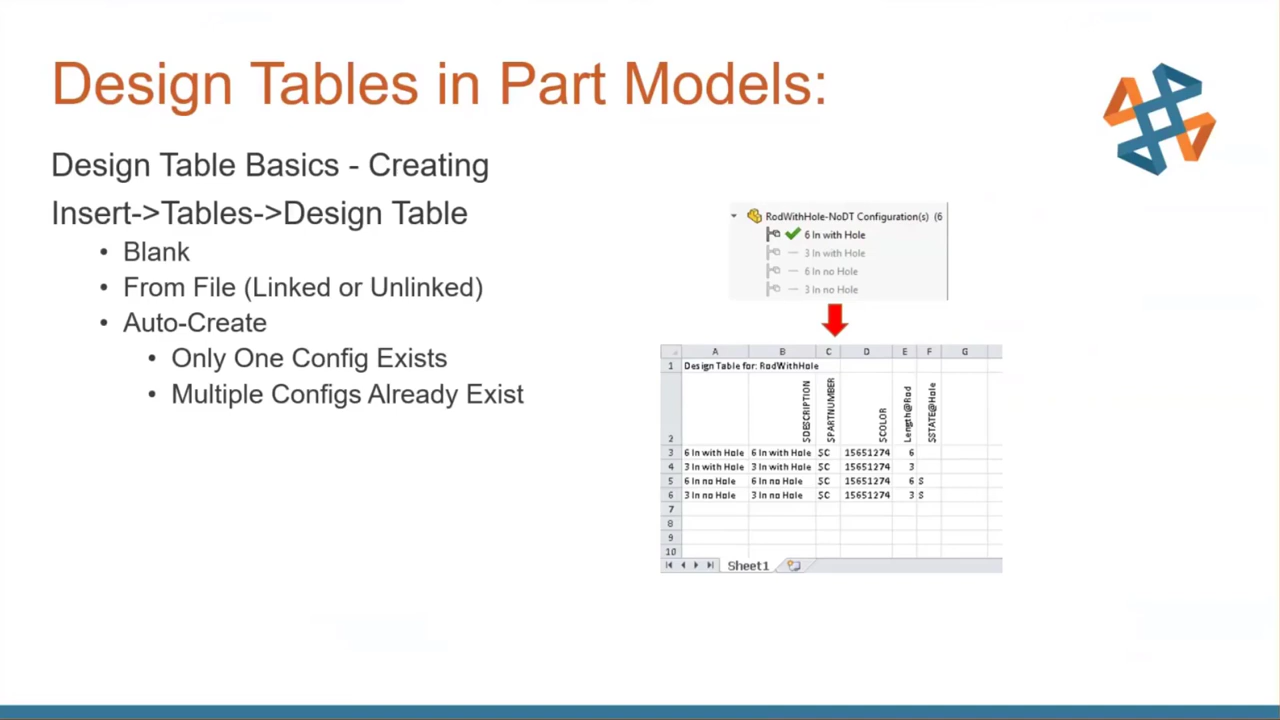 Design Tables in Part Models:
Design Table Basics - Creating
Insert->Tables->Design Table
• Blank
• From File (Linked or Unlinked)
• Auto-Create
• Only One Config Exists
• Multiple Configs Already Exist
RodWithHole-NoDT Configuration(s) (6
6 In with Hole
3 In with Hole
6 In no Hole
3 In no Hole
A B C D E F G
1 Design Table for: RodWithHole
2 $DESCRIPTION $PARTNUMBER $COLOR Length@Rod $STATE@Hole
3 6 In with Hole 6 In with Hole $C 15651274 6
4 3 In with Hole 3 In with Hole $C 15651274 3
5 6 In no Hole 6 In no Hole $C 15651274 6 S
6 3 In no Hole 3 In no Hole $C 15651274 3 S
7
8
9
10
Sheet1